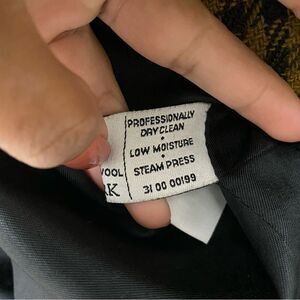 PROFESSIONALLY
DRY CLEAN
•
LOW MOISTURE
•
STEAM PRESS
31 00 00199
WOOL
K